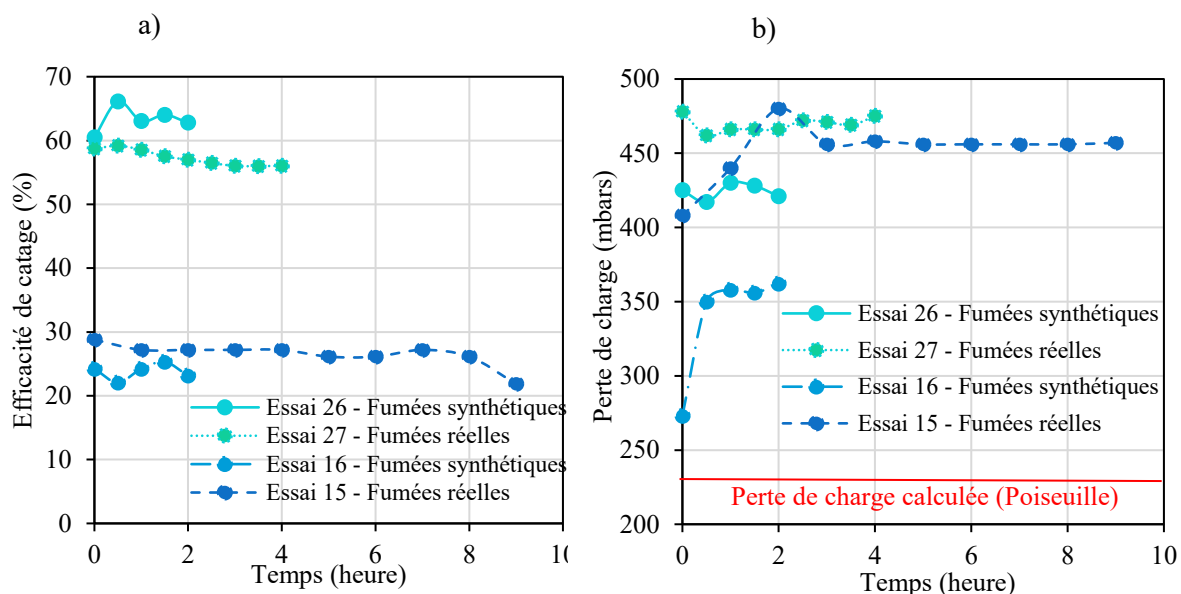 a)
Efficacité de catage (%)
70
60
50
40
30
20
10
0
Essai 26 - Fumées synthétiques
Essai 27 - Fumées réelles
Essai 16 - Fumées synthétiques
Essai 15 - Fumées réelles
0 2 4 6 8 10
Temps (heure)
b)
Perte de charge (mbars)
500
450
400
350
300
250
200
Essai 26 - Fumées synthétiques
Essai 27 - Fumées réelles
Essai 16 - Fumées synthétiques
Essai 15 - Fumées réelles
Perte de charge calculée (Poiseuille)
0 2 4 6 8 10
Temps (heure)